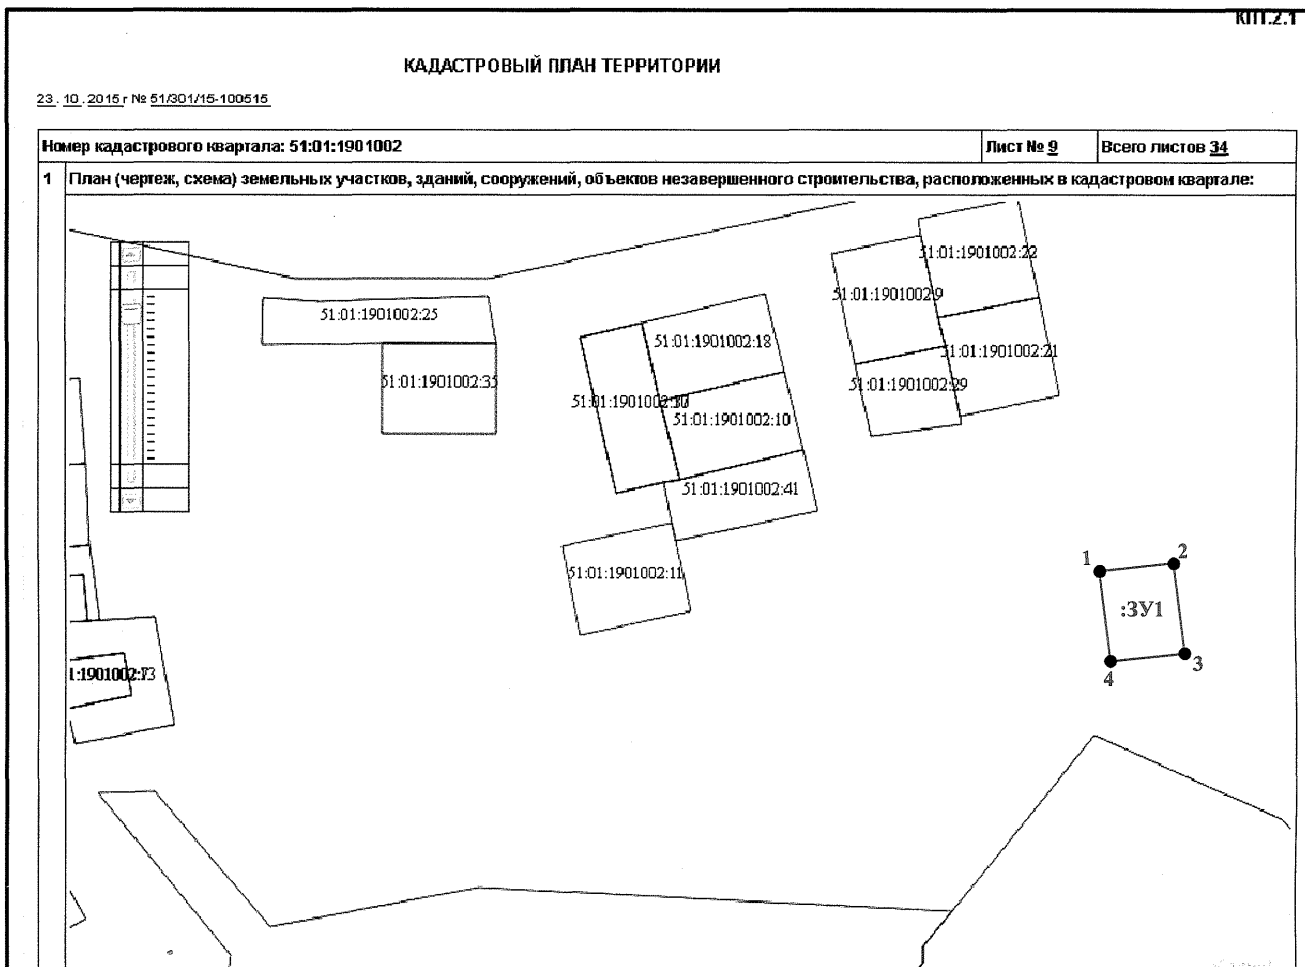 КПТ.2.1
КАДАСТРОВЫЙ ПЛАН ТЕРРИТОРИИ
23 . 10 . 2015 г № 51/301/15-100515
Номер кадастрового квартала: 51:01:1901002
Лист № 9
Всего листов 34
1 План (чертеж, схема) земельных участков, зданий, сооружений, объектов незавершенного строительства, расположенных в кадастровом квартале:
51:01:1901002:22
51:01:1901002:9
51:01:1901002:25
51:01:1901002:18
51:01:1901002:21
51:01:1901002:35
51:01:1901002:29
51:01:1901002:10
51:01:1901002:41
1 2
51:01:1901002:11
:ЗУ1
4 3